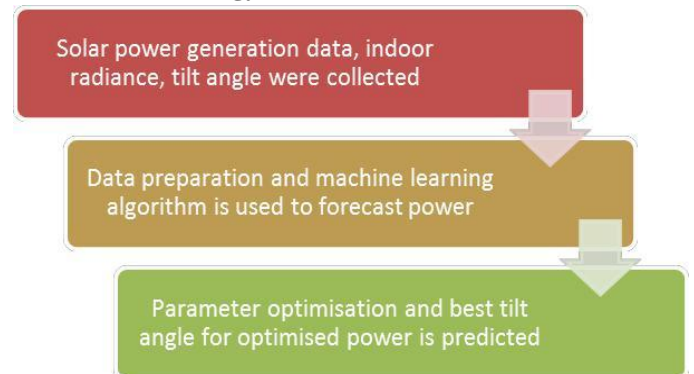 Solar power generation data, indoor
radiance, tilt angle were collected
Data preparation and machine learning
algorithm is used to forecast power
Parameter optimisation and best tilt
angle for optimised power is predicted